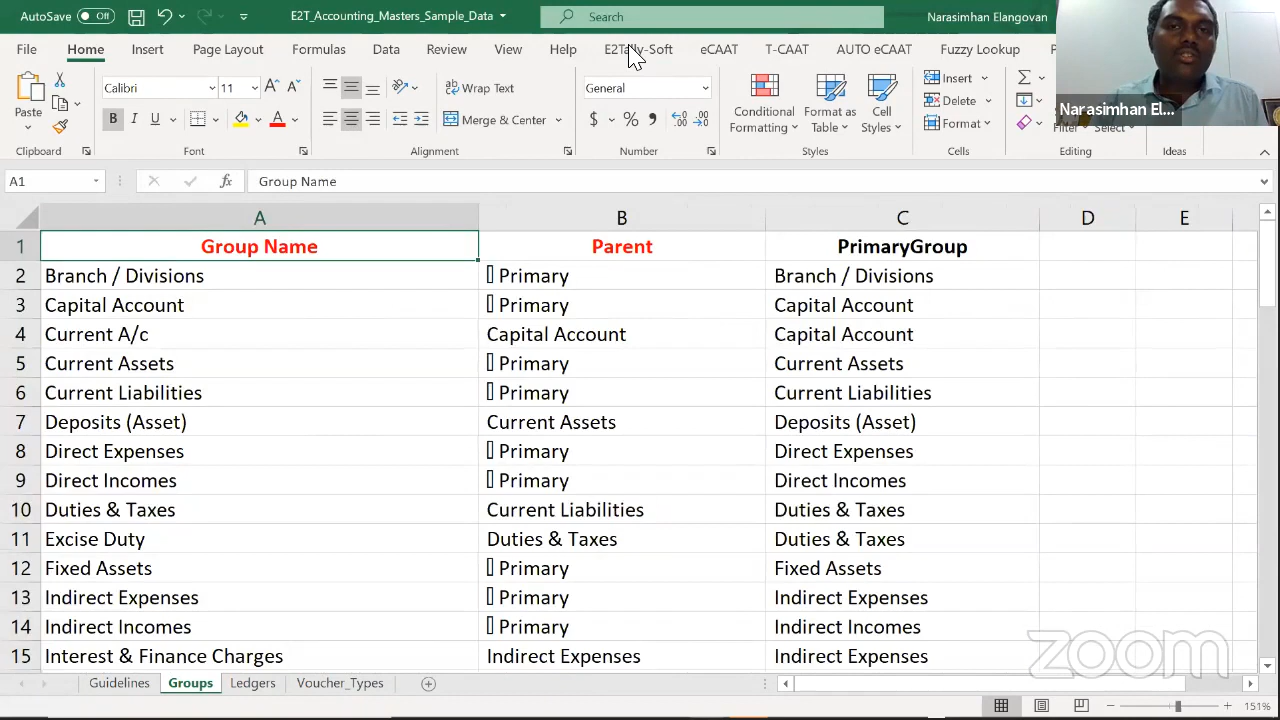 AutoSave Off E2T_Accounting_Masters_Sample_Data Search Narasimhan Elangovan
File Home Insert Page Layout Formulas Data Review View Help E2Tally-Soft eCAAT T-CAAT AUTO eCAAT Fuzzy Lookup
Paste Calibri 11 Wrap Text General Conditional Formatting Format as Table Cell Styles Insert
B I U Merge & Center $ % Delete
Format Filter Select
Narasimhan El...
Clipboard Font Alignment Number Styles Cells Editing Ideas
A1 fx Group Name
A B C D E
1 Group Name Parent PrimaryGroup
2 Branch / Divisions Primary Branch / Divisions
3 Capital Account Primary Capital Account
4 Current A/c Capital Account Capital Account
5 Current Assets Primary Current Assets
6 Current Liabilities Primary Current Liabilities
7 Deposits (Asset) Current Assets Deposits (Asset)
8 Direct Expenses Primary Direct Expenses
9 Direct Incomes Primary Direct Incomes
10 Duties & Taxes Current Liabilities Duties & Taxes
11 Excise Duty Duties & Taxes Duties & Taxes
12 Fixed Assets Primary Fixed Assets
13 Indirect Expenses Primary Indirect Expenses
14 Indirect Incomes Primary Indirect Incomes
15 Interest & Finance Charges Indirect Expenses Indirect Expenses
zoom
Guidelines Groups Ledgers Voucher_Types
151%